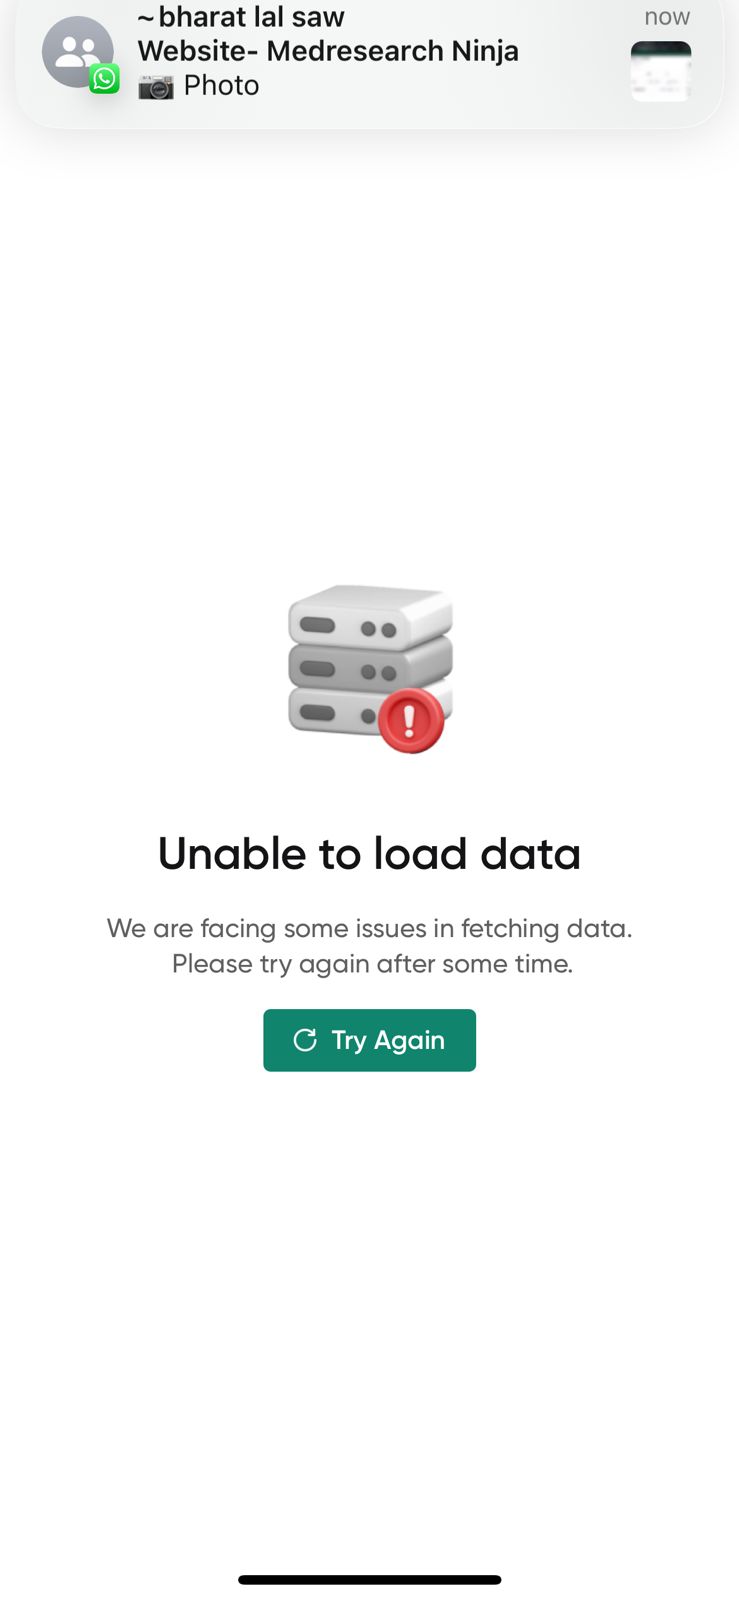 ~bharat lal saw
now
Website- Medresearch Ninja
📷 Photo
Unable to load data
We are facing some issues in fetching data.
Please try again after some time.
Try Again